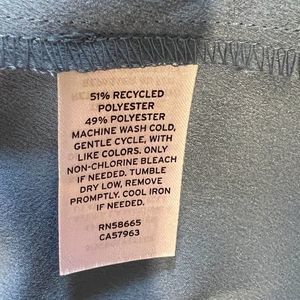 51% RECYCLED
POLYESTER
49% POLYESTER
MACHINE WASH COLD,
GENTLE CYCLE, WITH
LIKE COLORS. ONLY
NON-CHLORINE BLEACH
IF NEEDED. TUMBLE
DRY LOW, REMOVE
PROMPTLY. COOL IRON
IF NEEDED.
RN58665
CA57963